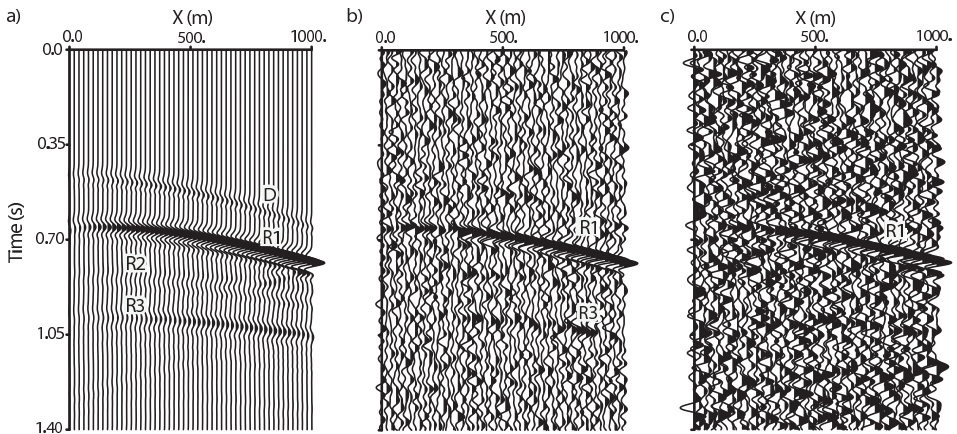 a)
X (m)
0.0 500. 1000.
0.0
0.35
0.70
1.05
1.40
Time (s)
D
R1
R2
R3
b)
X (m)
0.0 500. 1000.
R1
R3
c)
X (m)
0.0 500. 1000.
R1